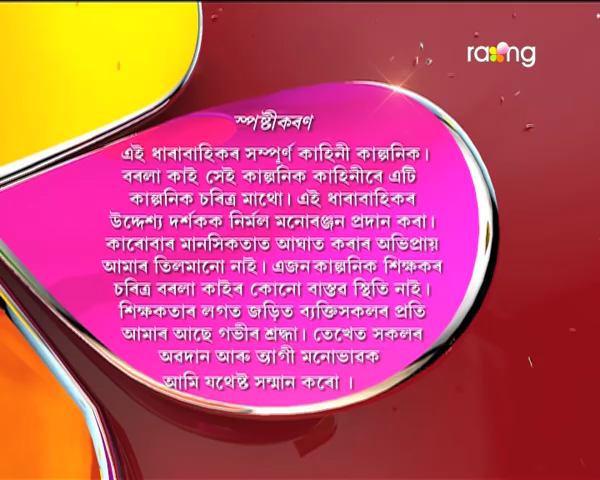 rang
স্পষ্টীকৰণ
এই ধাৰাবাহিকৰ সম্পূৰ্ণ কাহিনী কাল্পনিক।
বৰলা কাই সেই কাল্পনিক কাহিনীৰে এটি
কাল্পনিক চৰিত্ৰ মাথো। এই ধাৰাবাহিকৰ
উদ্দেশ্য দৰ্শকক নিৰ্মল মনোৰঞ্জন প্ৰদান কৰা।
কাৰোবাৰ মানসিকতাত আঘাত কৰাৰ অভিপ্ৰায়
আমাৰ তিলমানো নাই। এজন কাল্পনিক শিক্ষকৰ
চৰিত্ৰ বৰলা কাইৰ কোনো বাস্তৱ স্থিতি নাই।
শিক্ষকতাৰ লগত জড়িত ব্যক্তিসকলৰ প্ৰতি
আমাৰ আছে গভীৰ শ্ৰদ্ধা। তেখেত সকলৰ
অৱদান আৰু ত্যাগী মনোভাৱক
আমি যথেষ্ট সন্মান কৰো ।